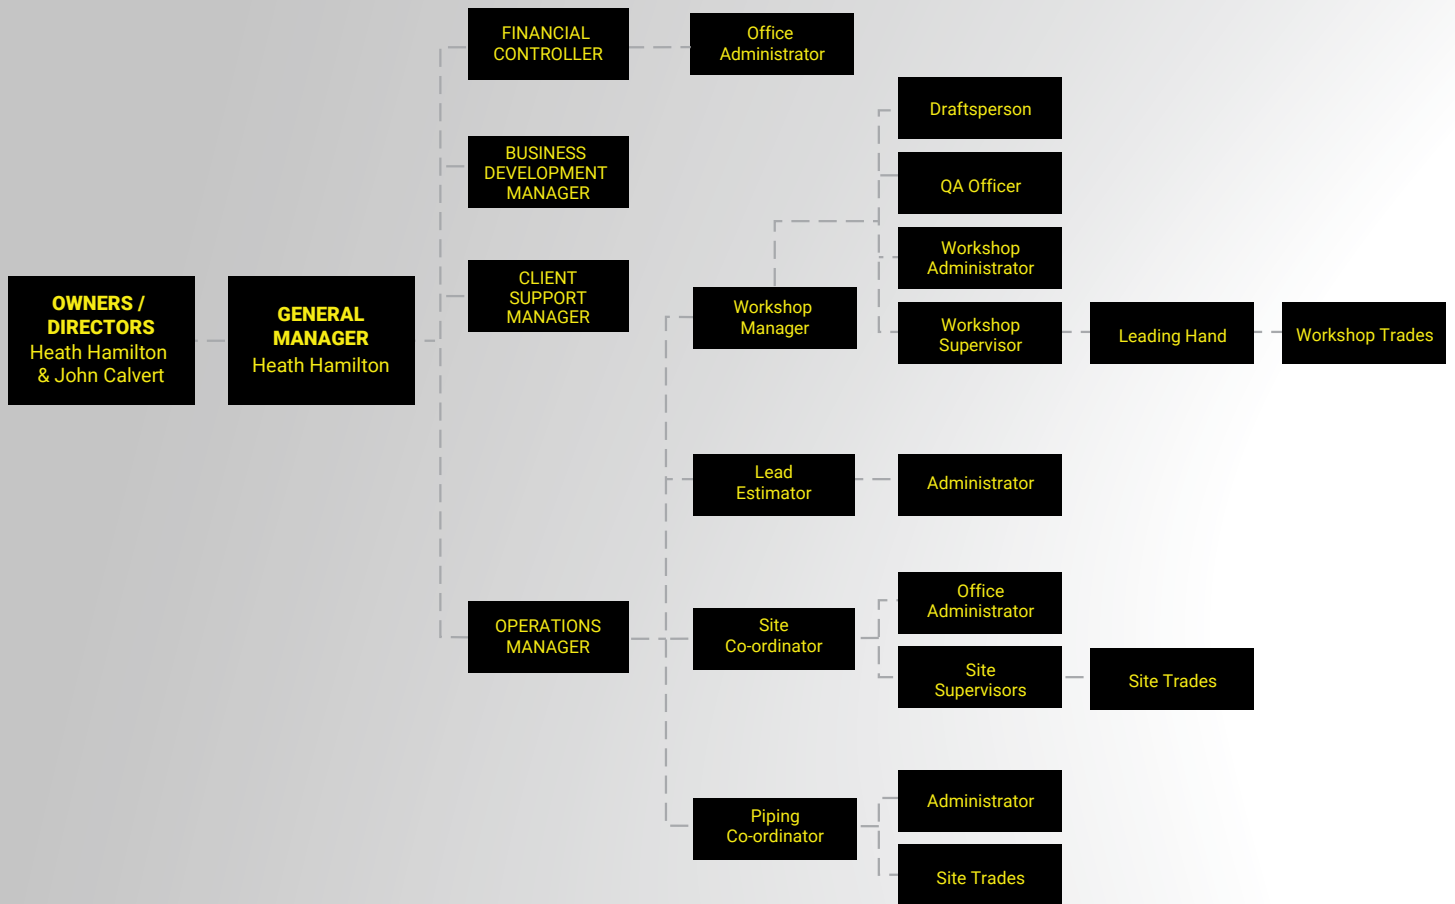 FINANCIAL
CONTROLLER
Office
Administrator
BUSINESS
DEVELOPMENT
MANAGER
CLIENT
SUPPORT
MANAGER
OWNERS /
DIRECTORS
Heath Hamilton
& John Calvert
GENERAL
MANAGER
Heath Hamilton
Draftsperson
QA Officer
Workshop
Administrator
Workshop
Manager
Workshop
Supervisor
Leading Hand
Workshop Trades
Lead
Estimator
Administrator
OPERATIONS
MANAGER
Site
Co-ordinator
Office
Administrator
Site
Supervisors
Site Trades
Piping
Co-ordinator
Administrator
Site Trades